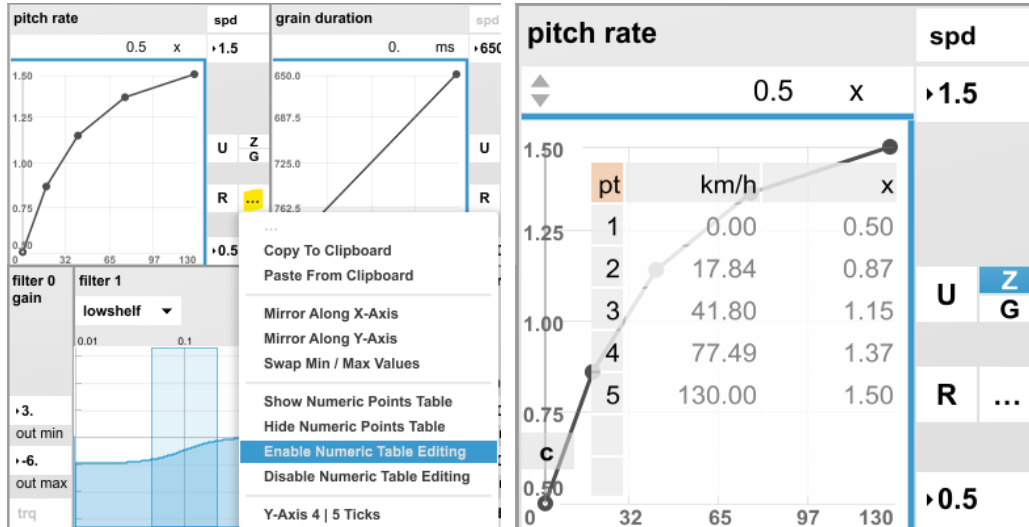 pitch rate
spd
0.5 x
1.5
1.50
1.00
0.75
0.50
0 32 65 97 130
U
Z
G
R
...
0.5
grain duration
spd
0. ms
650
650.0
687.5
725.0
762.5
U
R
filter 0
gain
3.
out min
-6.
out max
trq
filter 1
lowshelf
0.01 0.1
...
Copy To Clipboard
Paste From Clipboard
Mirror Along X-Axis
Mirror Along Y-Axis
Swap Min / Max Values
Show Numeric Points Table
Hide Numeric Points Table
Enable Numeric Table Editing
Disable Numeric Table Editing
Y-Axis 4 | 5 Ticks
pitch rate
spd
0.5 x
1.5
1.50
1.25
1.00
0.75
0.50
pt km/h x
1 0.00 0.50
2 17.84 0.87
3 41.80 1.15
4 77.49 1.37
5 130.00 1.50
c
0 32 65 97 130
U
Z
G
R
...
0.5